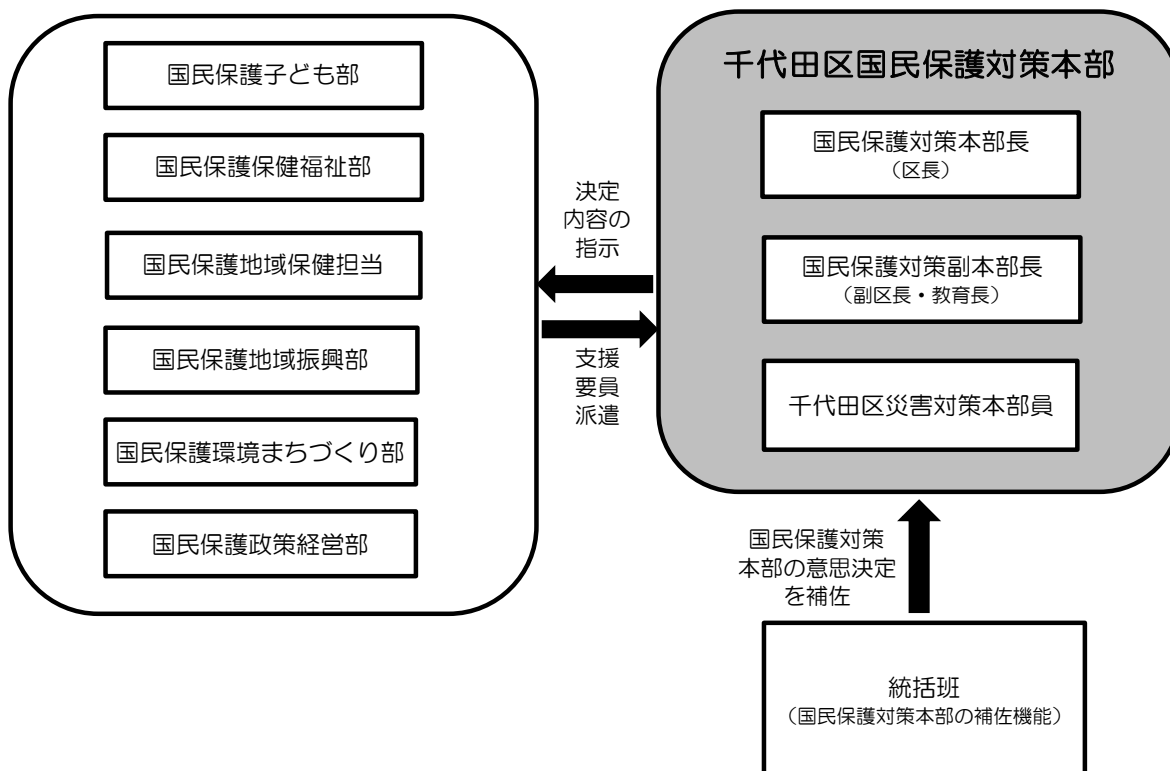 国民保護子ども部
国民保護保健福祉部
国民保護地域保健担当
国民保護地域振興部
国民保護環境まちづくり部
国民保護政策経営部
決定
内容の
指示
支援
要員
派遣
千代田区国民保護対策本部
国民保護対策本部長
（区長）
国民保護対策副本部長
（副区長・教育長）
千代田区災害対策本部員
国民保護対策
本部の意思決定
を補佐
統括班
（国民保護対策本部の補佐機能）